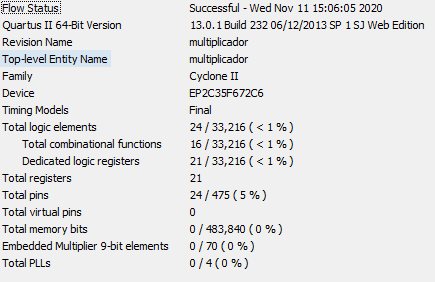 Flow Status Successful - Wed Nov 11 15:06:05 2020
Quartus II 64-Bit Version 13.0.1 Build 232 06/12/2013 SP 1 SJ Web Edition
Revision Name multiplicador
Top-level Entity Name multiplicador
Family Cyclone II
Device EP2C35F672C6
Timing Models Final
Total logic elements 24 / 33,216 ( < 1 % )
Total combinational functions 16 / 33,216 ( < 1 % )
Dedicated logic registers 21 / 33,216 ( < 1 % )
Total registers 21
Total pins 24 / 475 ( 5 % )
Total virtual pins 0
Total memory bits 0 / 483,840 ( 0 % )
Embedded Multiplier 9-bit elements 0 / 70 ( 0 % )
Total PLLs 0 / 4 ( 0 % )